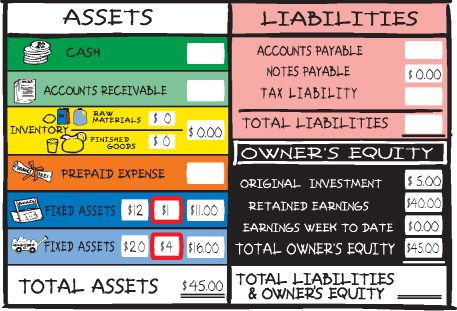 ASSETS
CASH
ACCOUNTS RECEIVABLE
INVENTORY
RAW MATERIALS $ 0
FINISHED GOODS $ 0
$ 0.00
PREPAID EXPENSE
FIXED ASSETS $12 $1 $11.00
FIXED ASSETS $20 $4 $16.00
TOTAL ASSETS $45.00
LIABILITIES
ACCOUNTS PAYABLE
NOTES PAYABLE $ 0.00
TAX LIABILITY
TOTAL LIABILITIES
OWNER'S EQUITY
ORIGINAL INVESTMENT $ 5.00
RETAINED EARNINGS $40.00
EARNINGS WEEK TO DATE $0.00
TOTAL OWNER'S EQUITY $45.00
TOTAL LIABILITIES
& OWNER'S EQUITY